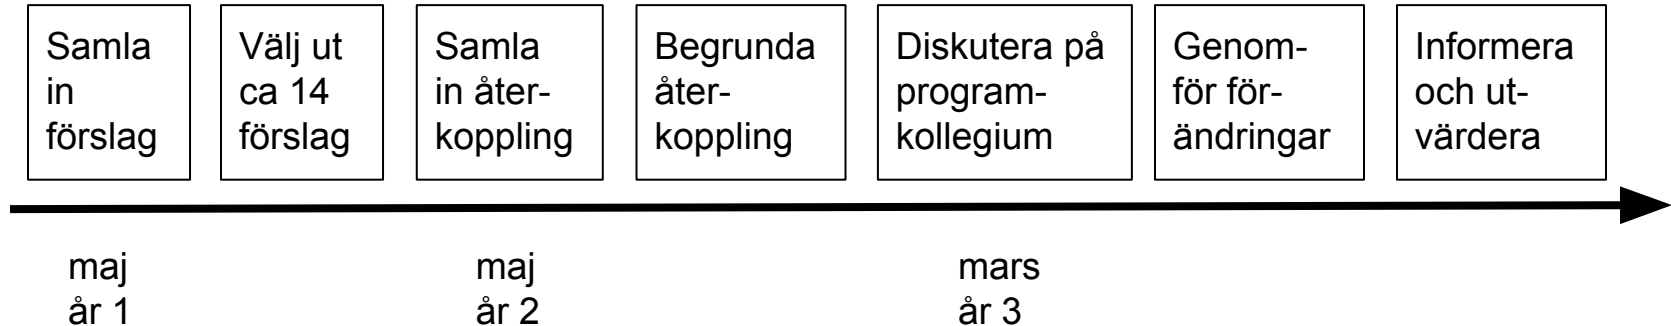 Samla
in
förslag
Välj ut
ca 14
förslag
Samla
in åter-
koppling
Begrunda
åter-
koppling
Diskutera på
program-
kollegium
Genom-
för för-
ändringar
Informera
och ut-
värdera
maj
år 1
maj
år 2
mars
år 3